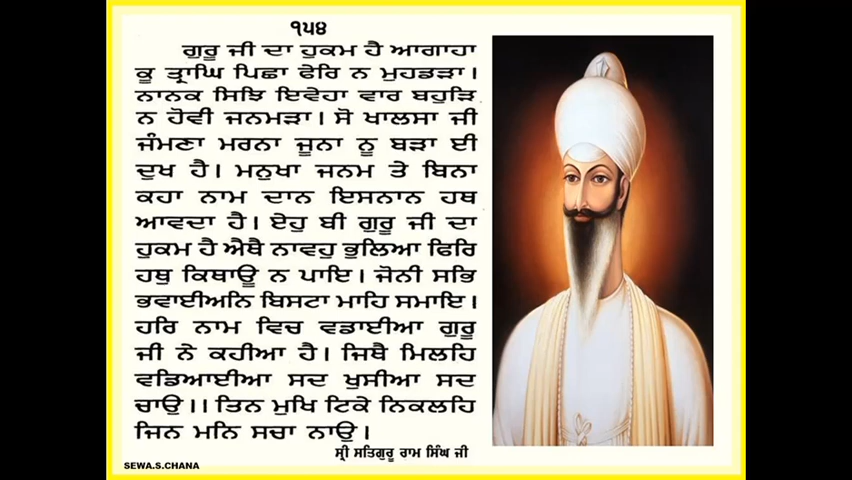 ੧੫੪
ਗੁਰੂ ਜੀ ਦਾ ਹੁਕਮ ਹੈ ਆਗਾਹਾ
ਕੂ ਤ੍ਰਾਘਿ ਪਿਛਾ ਫੇਰਿ ਨ ਮੁਹਡੜਾ।
ਨਾਨਕ ਸਿਝਿ ਇਵੇਹਾ ਵਾਰ ਬਹੁੜਿ
ਨ ਹੋਵੀ ਜਨਮੜਾ। ਸੋ ਖਾਲਸਾ ਜੀ
ਜੰਮਣਾ ਮਰਨਾ ਜੂਨਾ ਨੂ ਬੜਾ ਈ
ਦੁਖ ਹੈ। ਮਨੁਖਾ ਜਨਮ ਤੇ ਬਿਨਾ
ਕਹਾ ਨਾਮ ਦਾਨ ਇਸਨਾਨ ਹਥ
ਆਵਦਾ ਹੈ। ਏਹੁ ਬੀ ਗੁਰੂ ਜੀ ਦਾ
ਹੁਕਮ ਹੈ ਐਥੈ ਨਾਵਹੁ ਭੁਲਿਆ ਫਿਰਿ
ਹਥੁ ਕਿਥਾਊ ਨ ਪਾਇ। ਜੋਨੀ ਸਭਿ
ਭਵਾਈਅਨਿ ਬਿਸਟਾ ਮਾਹਿ ਸਮਾਇ।
ਹਰਿ ਨਾਮ ਵਿਚ ਵਡਾਈਆ ਗੁਰੂ
ਜੀ ਨੇ ਕਹੀਆ ਹੈ। ਜਿਥੈ ਮਿਲਹਿ
ਵਡਿਆਈਆ ਸਦ ਖੁਸੀਆ ਸਦ
ਚਾਉ।। ਤਿਨ ਮੁਖਿ ਟਿਕੇ ਨਿਕਲਹਿ
ਜਿਨ ਮਨਿ ਸਚਾ ਨਾਉ।
ਸ੍ਰੀ ਸਤਿਗੁਰੂ ਰਾਮ ਸਿੰਘ ਜੀ
SEWA.S.CHANA